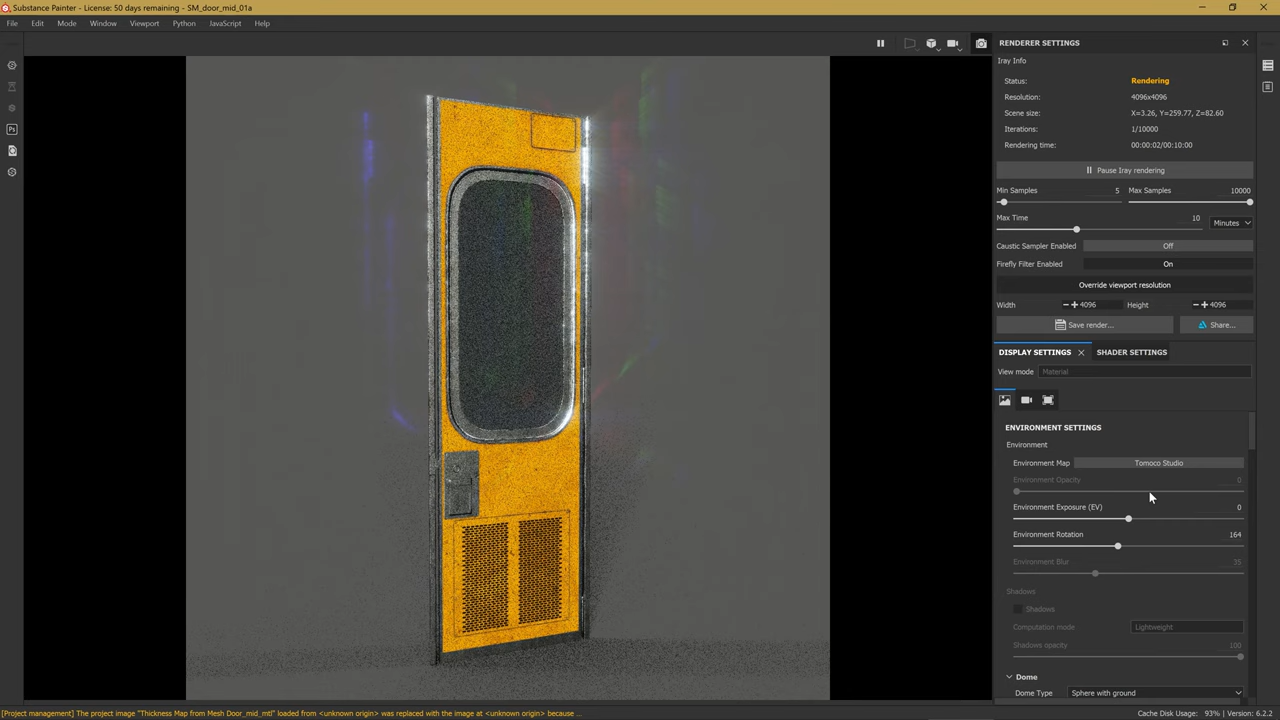 Substance Painter - License: 50 days remaining - SM_door_mid_01a
File Edit Mode Window Viewport Python JavaScript Help
RENDERER SETTINGS
Iray Info
Status: Rendering
Resolution: 4096x4096
Scene size: X=3.26, Y=259.77, Z=82.60
Iterations: 1/10000
Rendering time: 00:00:02/00:10:00
Pause Iray rendering
Min Samples 5 Max Samples 10000
Max Time 10 Minutes
Caustic Sampler Enabled Off
Firefly Filter Enabled On
Override viewport resolution
Width 4096 Height 4096
Save render... Share...
DISPLAY SETTINGS SHADER SETTINGS
View mode Material
ENVIRONMENT SETTINGS
Environment
Environment Map Tomoco Studio
Environment Opacity 0
Environment Exposure (EV) 0
Environment Rotation 164
Environment Blur 35
Shadows
Shadows
Computation mode Lightweight
Shadows opacity 100
Dome
Dome Type Sphere with ground
[Project management] The project image "Thickness Map from Mesh Door_mid_mtl" loaded from <unknown origin> was replaced with the image at <unknown origin> because ...
Cache Disk Usage: 93% | Version: 6.2.2
Ps